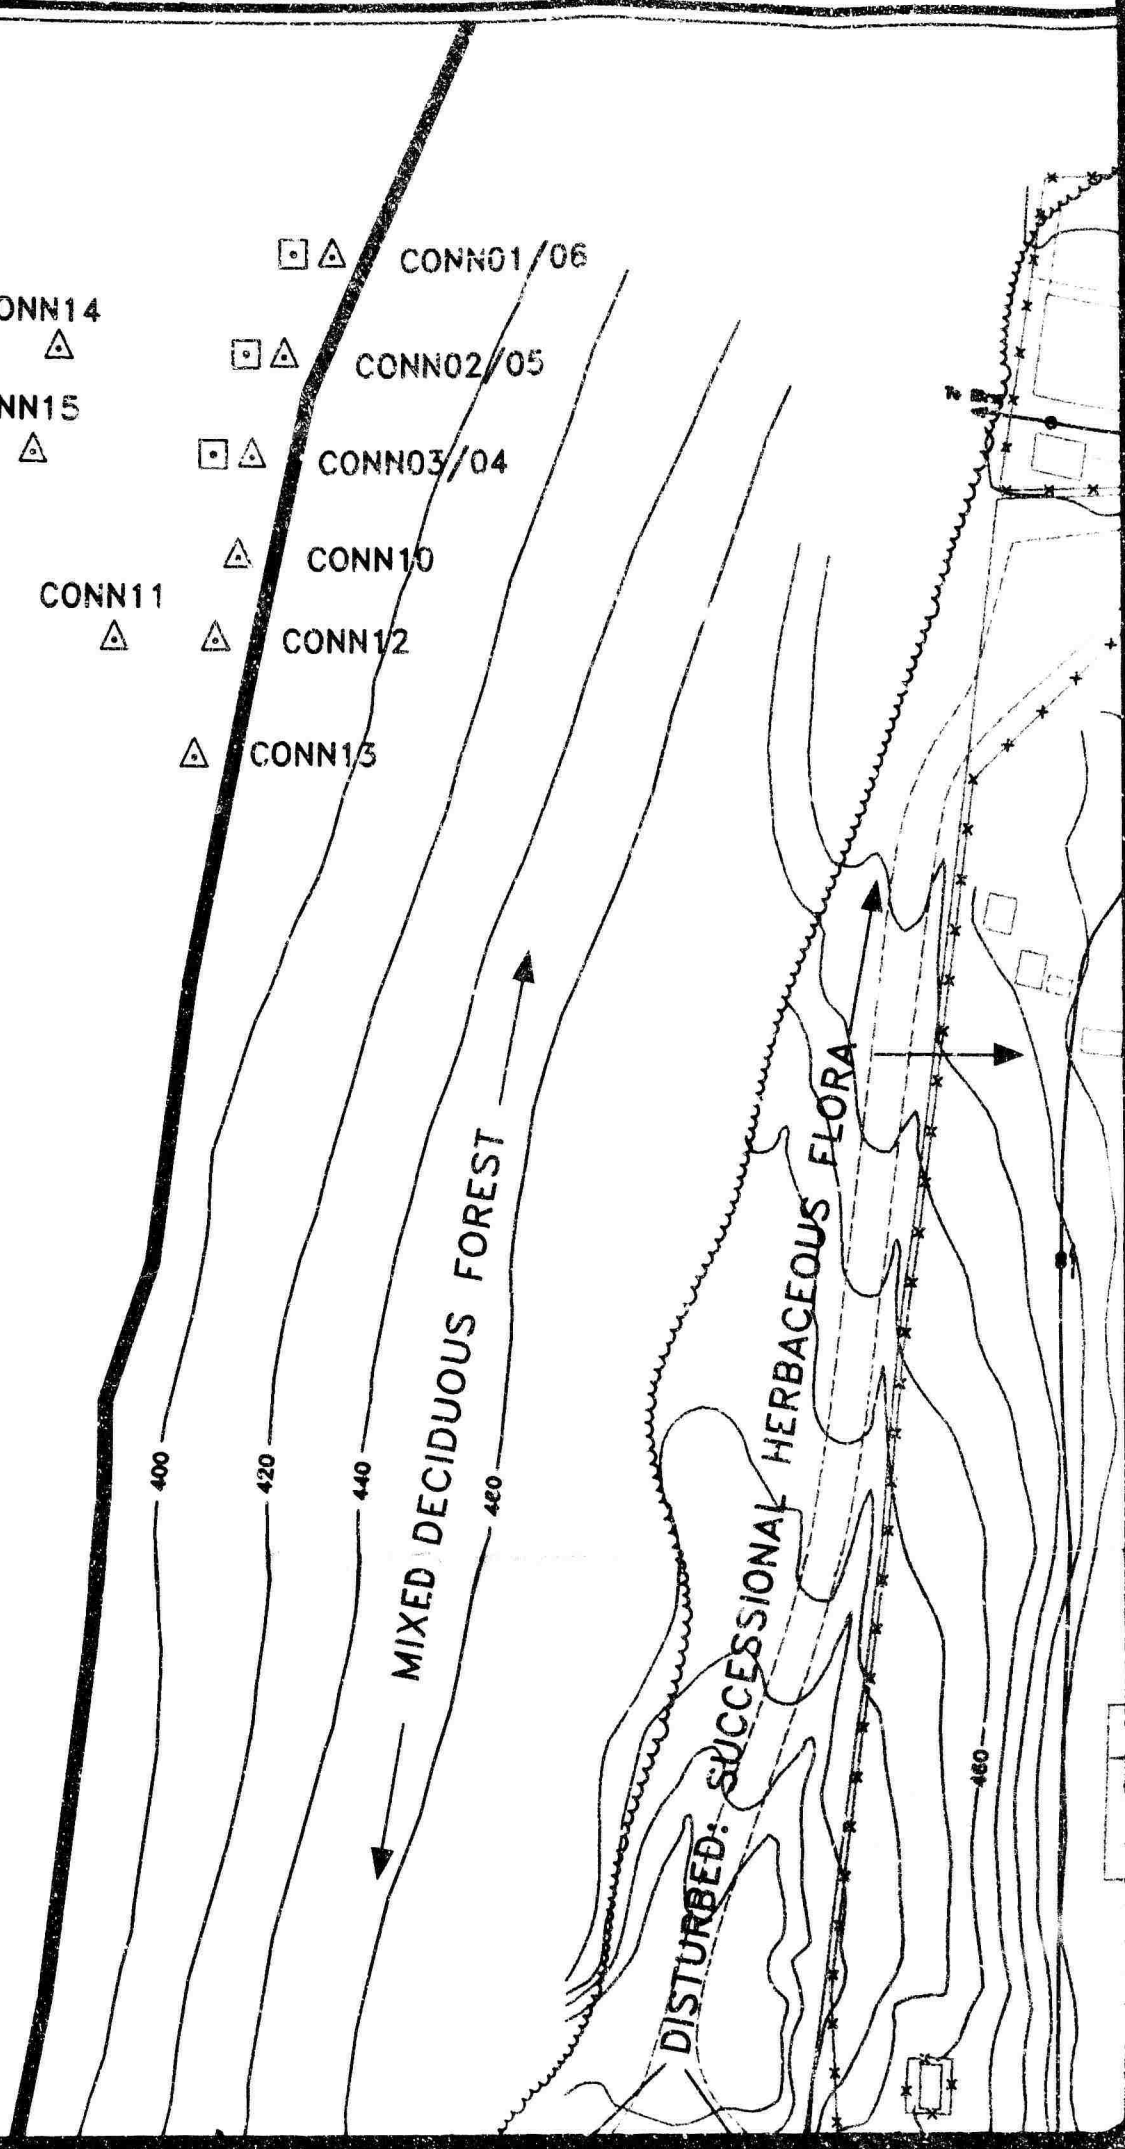 CONN01/06
ONN14
CONN02/05
NN15
CONN03/04
CONN10
CONN11
CONN12
CONN13
MIXED DECIDUOUS FOREST
DISTURBED: SUCCESSIONAL HERBACEOUS FLORA
400
420
440
460